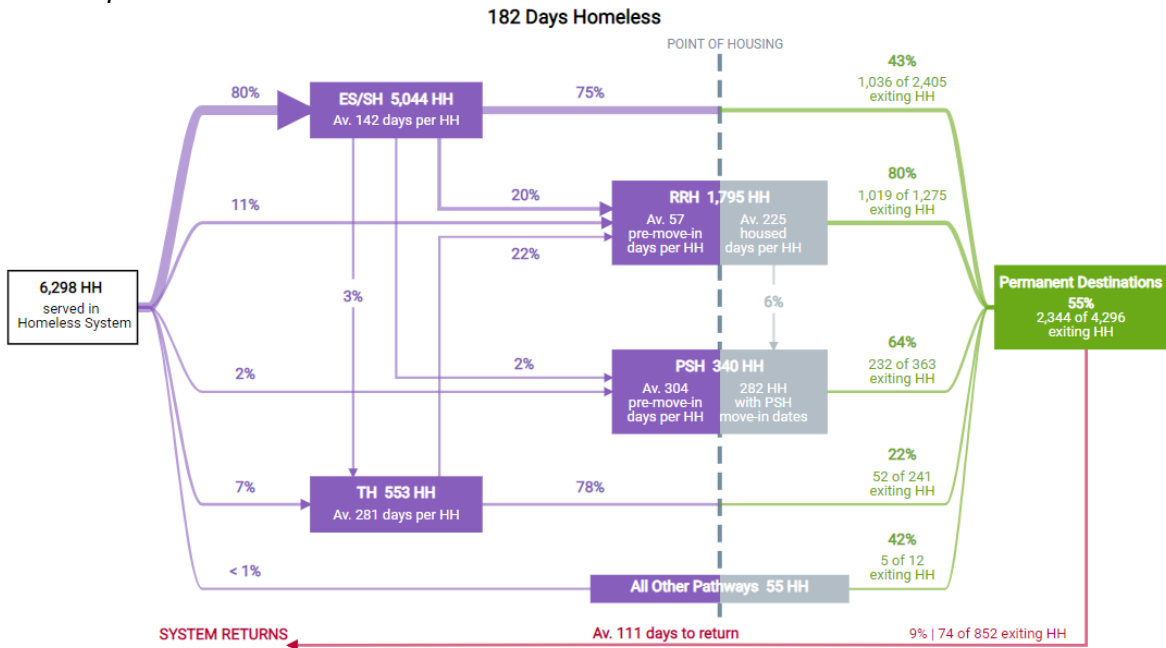 182 Days Homeless
POINT OF HOUSING
80%
ES/SH 5,044 HH
Av. 142 days per HH
75%
43%
1,036 of 2,405
exiting HH
11%
20%
22%
RRH 1,795 HH
Av. 57
pre-move-in
days per HH
Av. 225
housed
days per HH
80%
1,019 of 1,275
exiting HH
6,298 HH
served in
Homeless System
3%
6%
Permanent Destinations
55%
2,344 of 4,296
exiting HH
2%
2%
PSH 340 HH
Av. 304
pre-move-in
days per HH
282 HH
with PSH
move-in dates
64%
232 of 363
exiting HH
7%
TH 553 HH
Av. 281 days per HH
78%
22%
52 of 241
exiting HH
< 1%
All Other Pathways 55 HH
42%
5 of 12
exiting HH
SYSTEM RETURNS
Av. 111 days to return
9% | 74 of 852 exiting HH